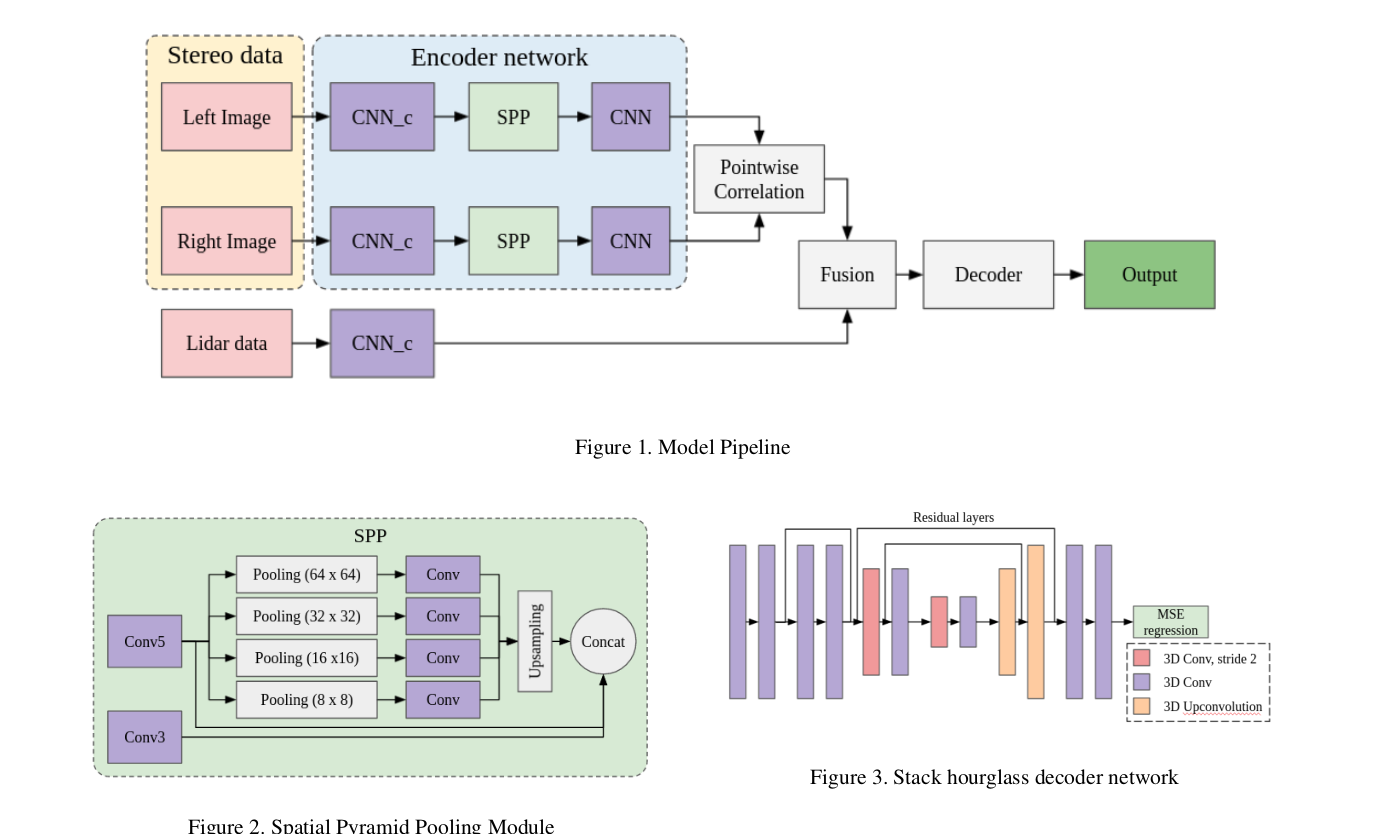 Stereo data
Encoder network
Left Image
CNN_c
SPP
CNN
Pointwise
Correlation
Right Image
CNN_c
SPP
CNN
Fusion
Decoder
Output
Lidar data
CNN_c
Figure 1. Model Pipeline
SPP
Conv5
Conv3
Pooling (64 x 64)
Conv
Pooling (32 x 32)
Conv
Pooling (16 x16)
Conv
Pooling (8 x 8)
Conv
Upsampling
Concat
Figure 2. Spatial Pyramid Pooling Module
Residual layers
MSE
regression
3D Conv, stride 2
3D Conv
3D Upconvolution
Figure 3. Stack hourglass decoder network